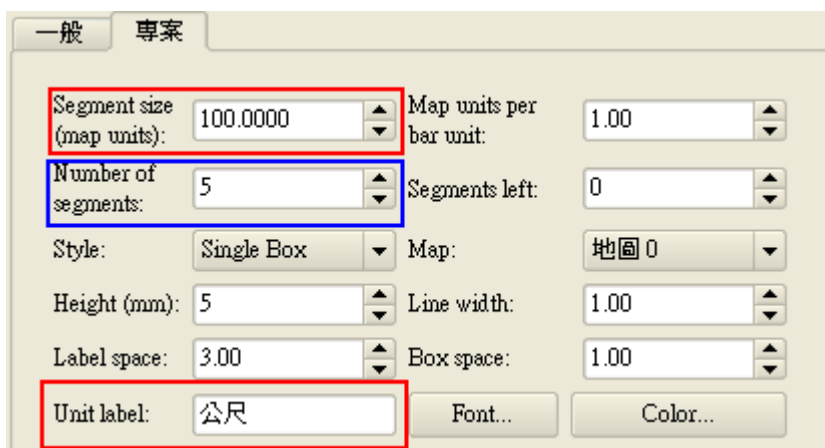 一般 專案
Segment size (map units): 100.0000 Map units per bar unit: 1.00
Number of segments: 5 Segments left: 0
Style: Single Box Map: 地圖 0
Height (mm): 5 Line width: 1.00
Label space: 3.00 Box space: 1.00
Unit label: 公尺 Font... Color...